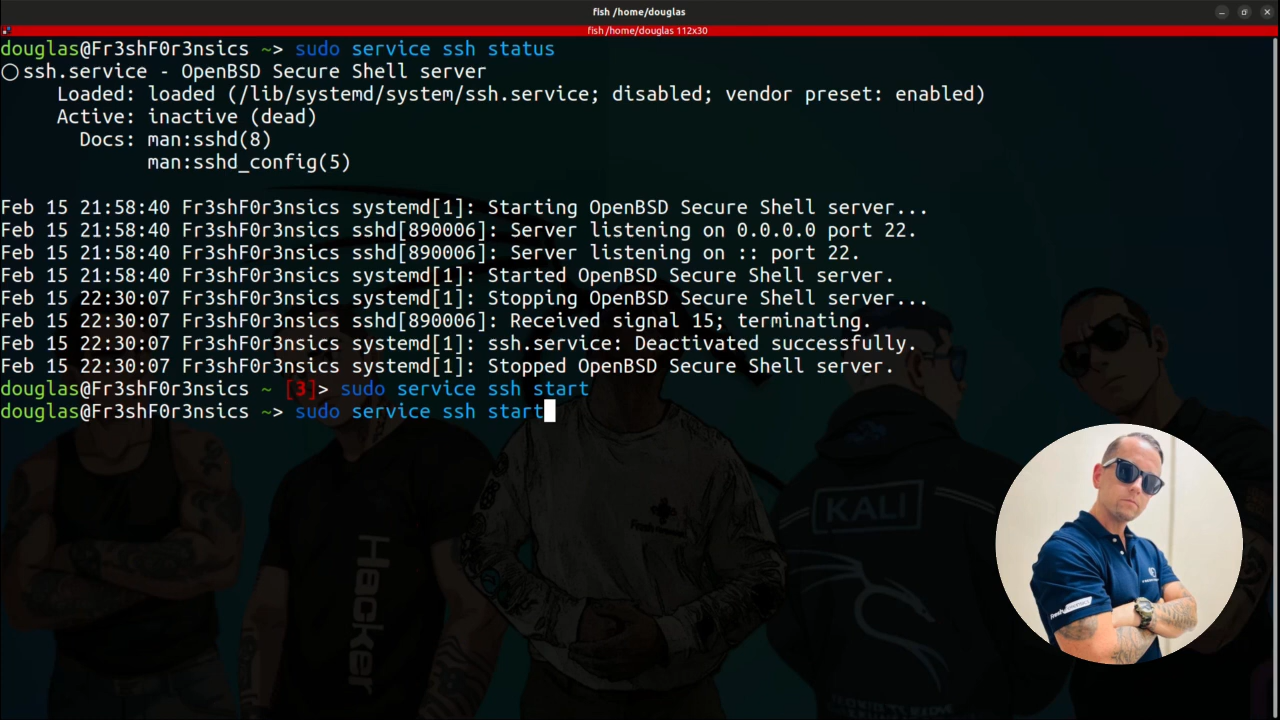 fish /home/douglas
fish /home/douglas 112x30
douglas@Fr3shF0r3nsics ~> sudo service ssh status
○ ssh.service - OpenBSD Secure Shell server
     Loaded: loaded (/lib/systemd/system/ssh.service; disabled; vendor preset: enabled)
     Active: inactive (dead)
       Docs: man:sshd(8)
             man:sshd_config(5)
Feb 15 21:58:40 Fr3shF0r3nsics systemd[1]: Starting OpenBSD Secure Shell server...
Feb 15 21:58:40 Fr3shF0r3nsics sshd[890006]: Server listening on 0.0.0.0 port 22.
Feb 15 21:58:40 Fr3shF0r3nsics sshd[890006]: Server listening on :: port 22.
Feb 15 21:58:40 Fr3shF0r3nsics systemd[1]: Started OpenBSD Secure Shell server.
Feb 15 22:30:07 Fr3shF0r3nsics systemd[1]: Stopping OpenBSD Secure Shell server...
Feb 15 22:30:07 Fr3shF0r3nsics sshd[890006]: Received signal 15; terminating.
Feb 15 22:30:07 Fr3shF0r3nsics systemd[1]: ssh.service: Deactivated successfully.
Feb 15 22:30:07 Fr3shF0r3nsics systemd[1]: Stopped OpenBSD Secure Shell server.
douglas@Fr3shF0r3nsics ~ [3]> sudo service ssh start
douglas@Fr3shF0r3nsics ~> sudo service ssh start
KALI
Hacker